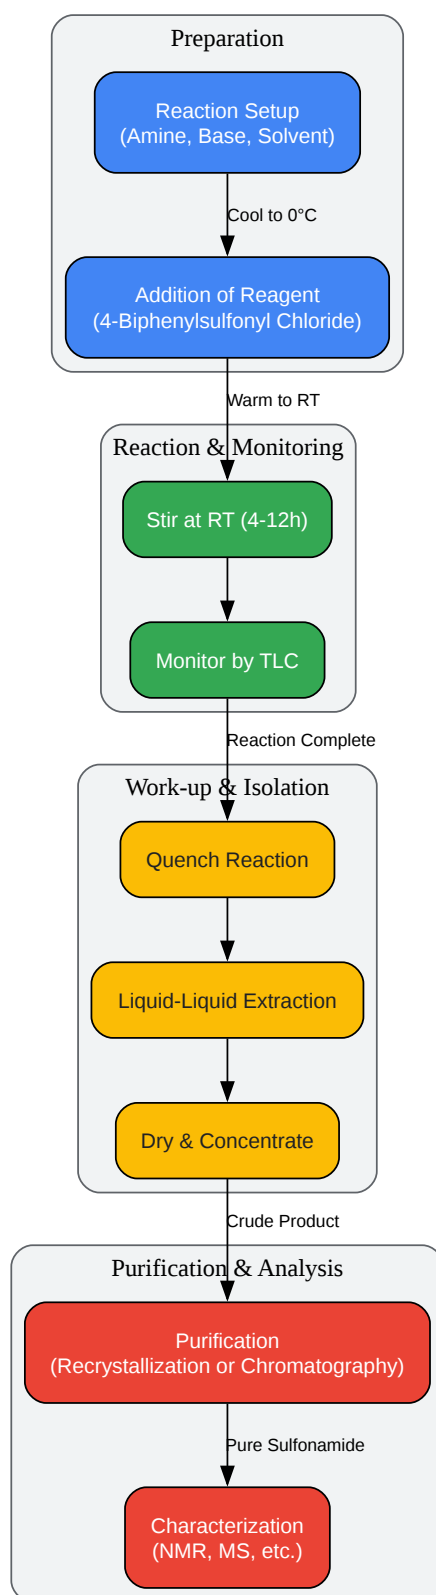 Preparation
Reaction Setup
(Amine, Base, Solvent)
Cool to 0°C
Addition of Reagent
(4-Biphenylsulfonyl Chloride)
Warm to RT
Reaction & Monitoring
Stir at RT (4-12h)
Monitor by TLC
Reaction Complete
Work-up & Isolation
Quench Reaction
Liquid-Liquid Extraction
Dry & Concentrate
Crude Product
Purification & Analysis
Purification
(Recrystallization or Chromatography)
Pure Sulfonamide
Characterization
(NMR, MS, etc.)